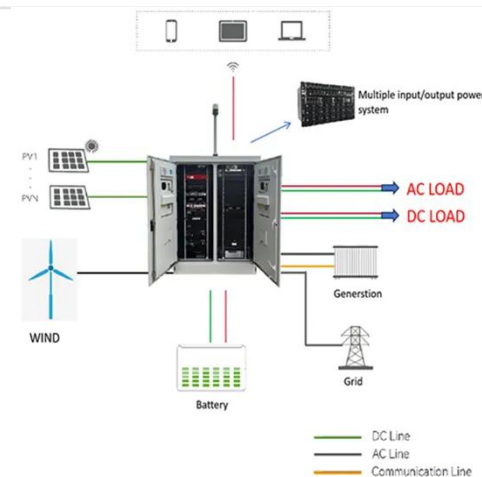 Multiple input/output power
system
PV1
PVN
AC LOAD
DC LOAD
WIND
Generstion
Grid
Battery
DC Line
AC Line
Communication Line